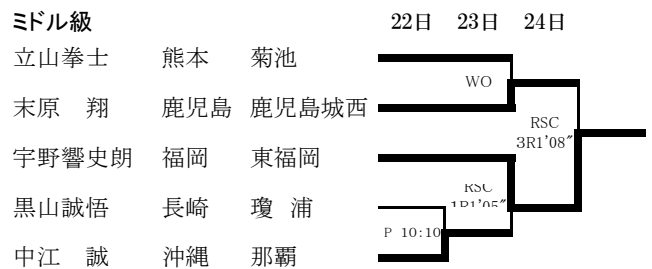 ミドル級 22日 23日 24日
立山拳士 熊本 菊池
WO
末原 翔 鹿児島 鹿児島城西
RSC
3R1'08″
宇野響史朗 福岡 東福岡
RSC
1R1'05″
黒山誠悟 長崎 瓊 浦
P 10:10
中江 誠 沖縄 那覇